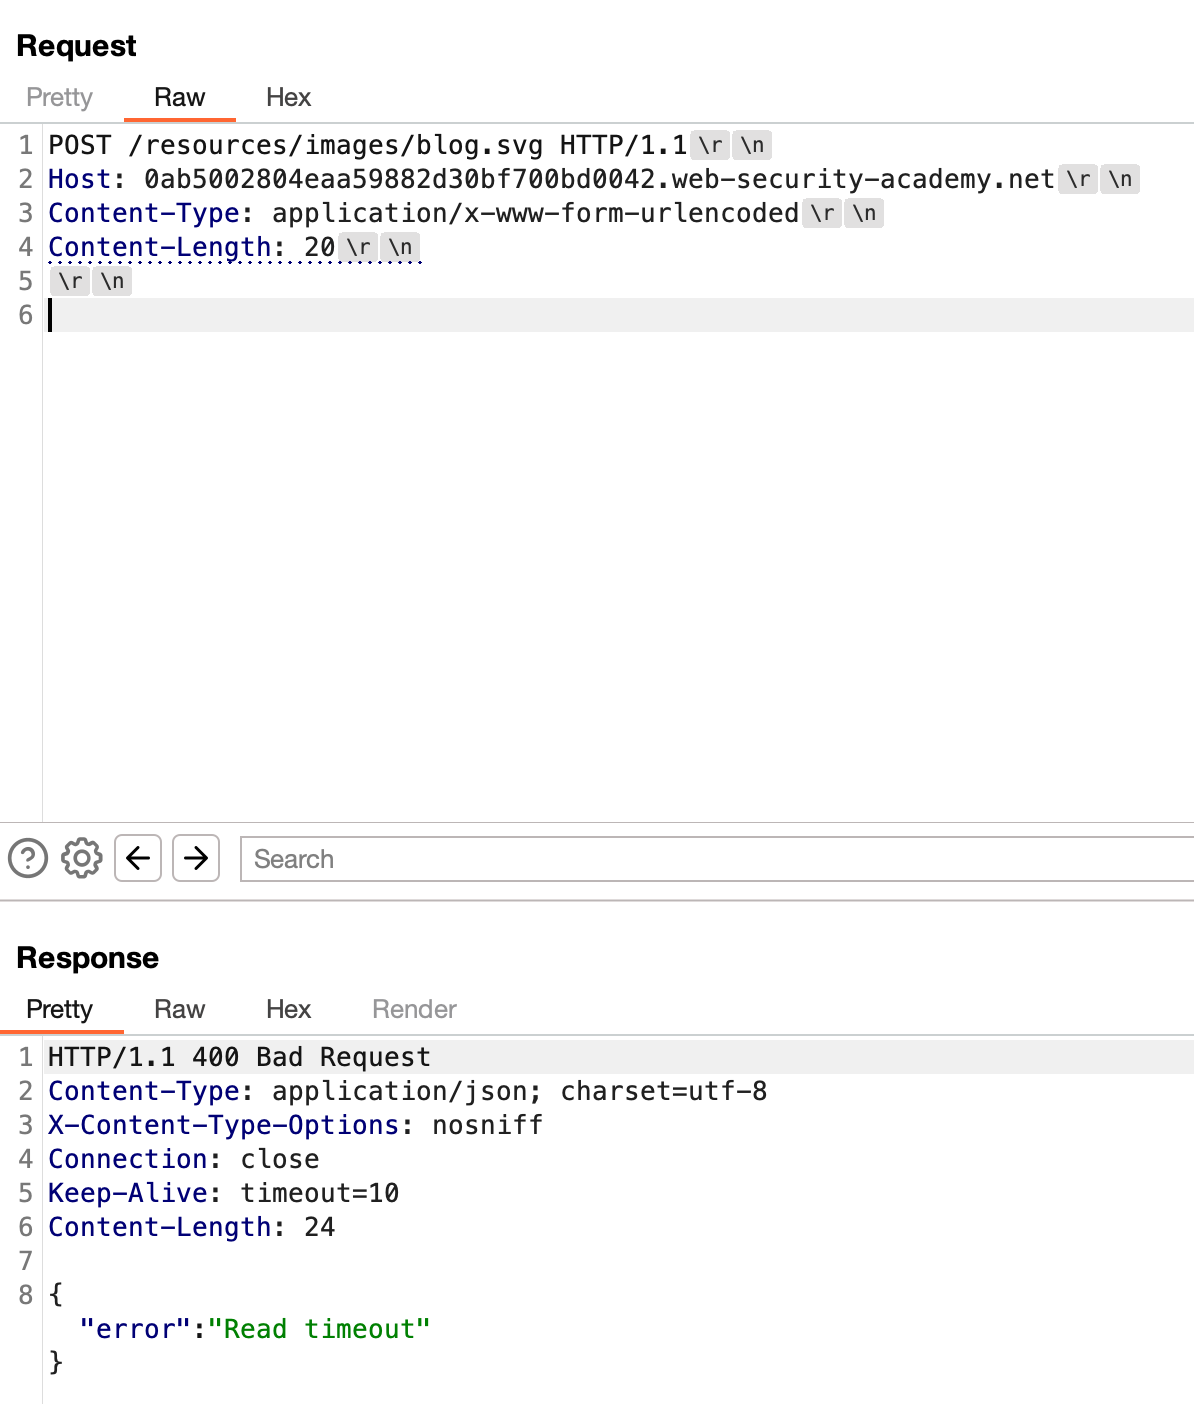 Request
Pretty Raw Hex
1 POST /resources/images/blog.svg HTTP/1.1 \r \n
2 Host: 0ab5002804eaa59882d30bf700bd0042.web-security-academy.net \r \n
3 Content-Type: application/x-www-form-urlencoded \r \n
4 Content-Length: 20 \r \n
5 \r \n
6
? Search
Response
Pretty Raw Hex Render
1 HTTP/1.1 400 Bad Request
2 Content-Type: application/json; charset=utf-8
3 X-Content-Type-Options: nosniff
4 Connection: close
5 Keep-Alive: timeout=10
6 Content-Length: 24
7
8 {
"error":"Read timeout"
}